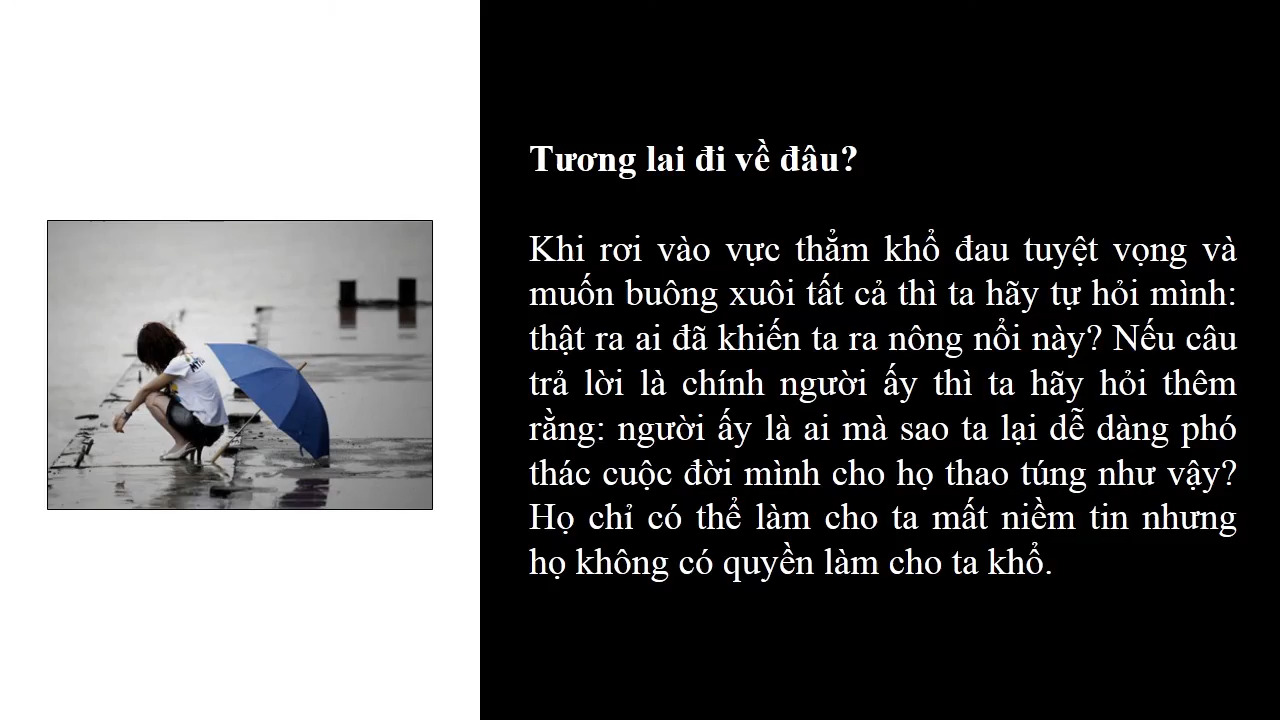 Tương lai đi về đâu?
Khi rơi vào vực thẳm khổ đau tuyệt vọng và
muốn buông xuôi tất cả thì ta hãy tự hỏi mình:
thật ra ai đã khiến ta ra nông nổi này? Nếu câu
trả lời là chính người ấy thì ta hãy hỏi thêm
rằng: người ấy là ai mà sao ta lại dễ dàng phó
thác cuộc đời mình cho họ thao túng như vậy?
Họ chỉ có thể làm cho ta mất niềm tin nhưng
họ không có quyền làm cho ta khổ.